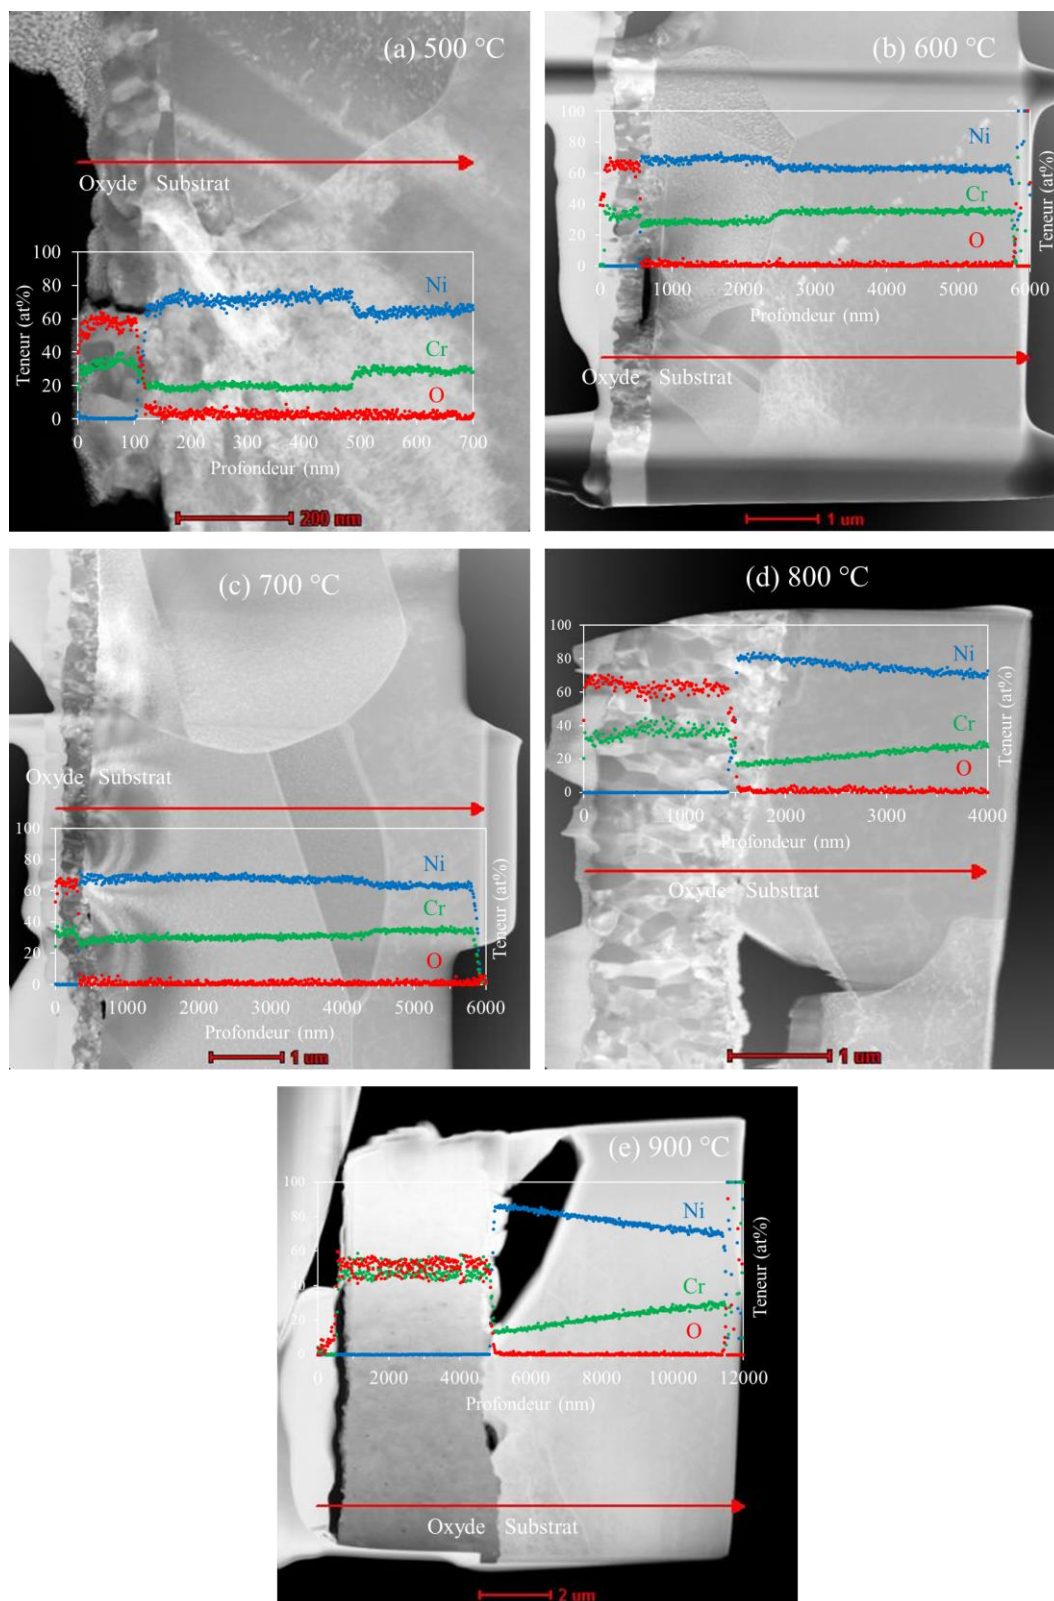 (a) 500 °C
Oxyde Substrat
100
80
60
40
20
0
Teneur (at%)
Ni
Cr
O
0 100 200 300 400 500 600 700
Profondeur (nm)
200 nm
(b) 600 °C
100
80
60
40
20
0
Teneur (at%)
Ni
Cr
O
0 1000 2000 3000 4000 5000 6000
Profondeur (nm)
Oxyde Substrat
1 um
(c) 700 °C
Oxyde Substrat
100
80
60
40
20
0
Teneur (at%)
Ni
Cr
O
0 1000 2000 3000 4000 5000 6000
Profondeur (nm)
1 um
(d) 800 °C
100
80
60
40
20
0
Teneur (at%)
Ni
Cr
O
0 1000 2000 3000 4000
Profondeur (nm)
Oxyde Substrat
1 um
(e) 900 °C
100
80
60
40
20
0
Teneur (at%)
Ni
Cr
O
0 2000 4000 6000 8000 10000 12000
Profondeur (nm)
Oxyde Substrat
2 um